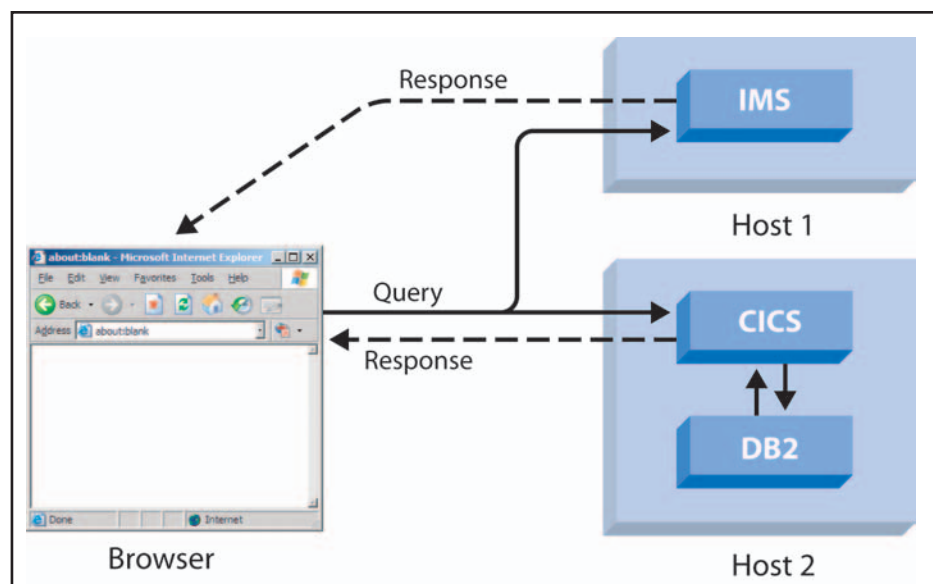 Response
IMS
Host 1
about:blank - Microsoft Internet Explorer
File Edit View Favorites Tools Help
Back
Address about:blank
Query
Response
CICS
DB2
Done
Internet
Browser
Host 2